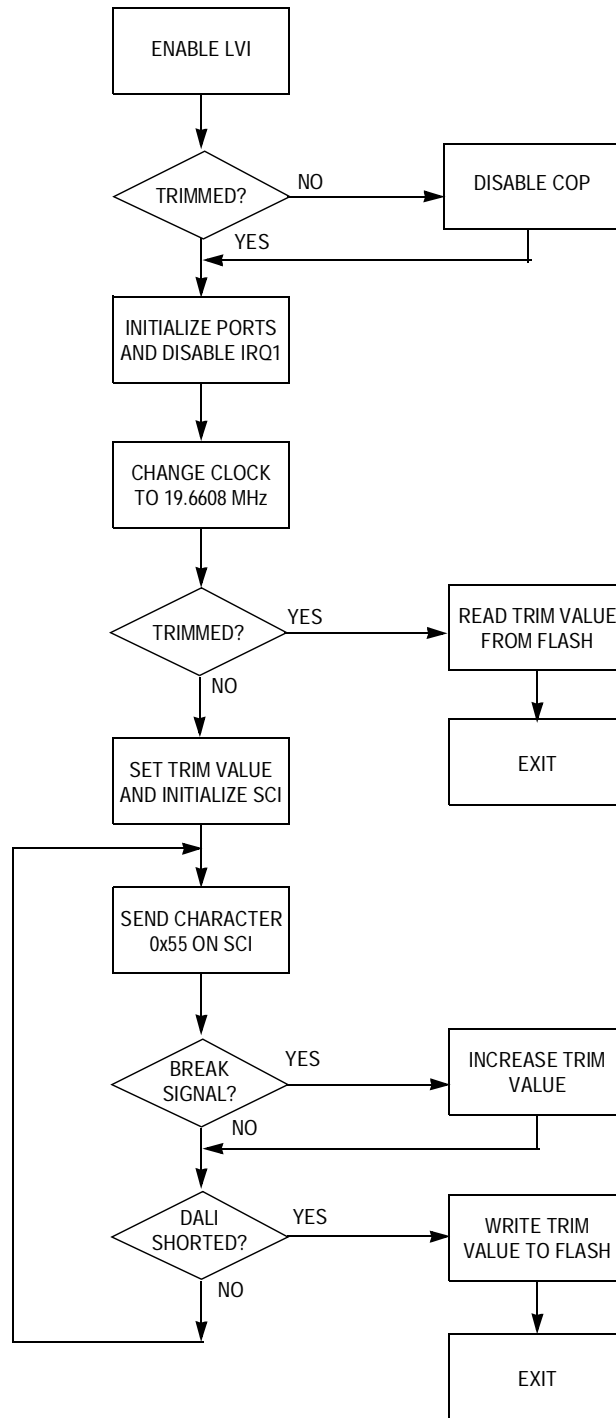 ENABLE LVI
TRIMMED?
NO
DISABLE COP
YES
INITIALIZE PORTS
AND DISABLE IRQ1
CHANGE CLOCK
TO 19.6608 MHz
TRIMMED?
YES
READ TRIM VALUE
FROM FLASH
NO
EXIT
SET TRIM VALUE
AND INITIALIZE SCI
SEND CHARACTER
0x55 ON SCI
BREAK
SIGNAL?
YES
INCREASE TRIM
VALUE
NO
DALI
SHORTED?
YES
WRITE TRIM
VALUE TO FLASH
NO
EXIT